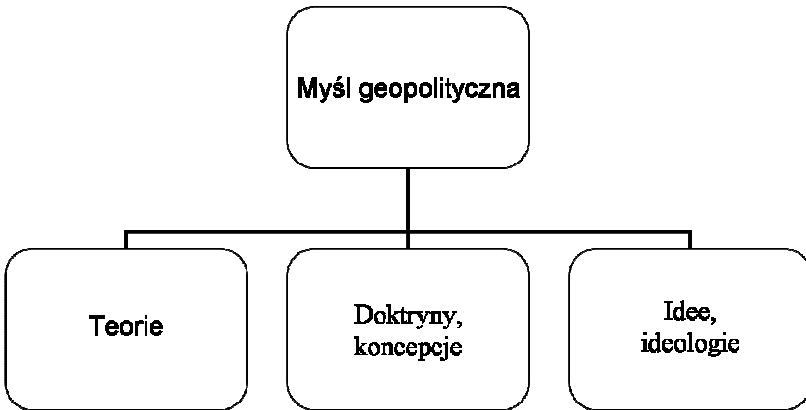 Myśl geopolityczna
Teorie
Doktryny,
koncepcje
Idee,
ideologie